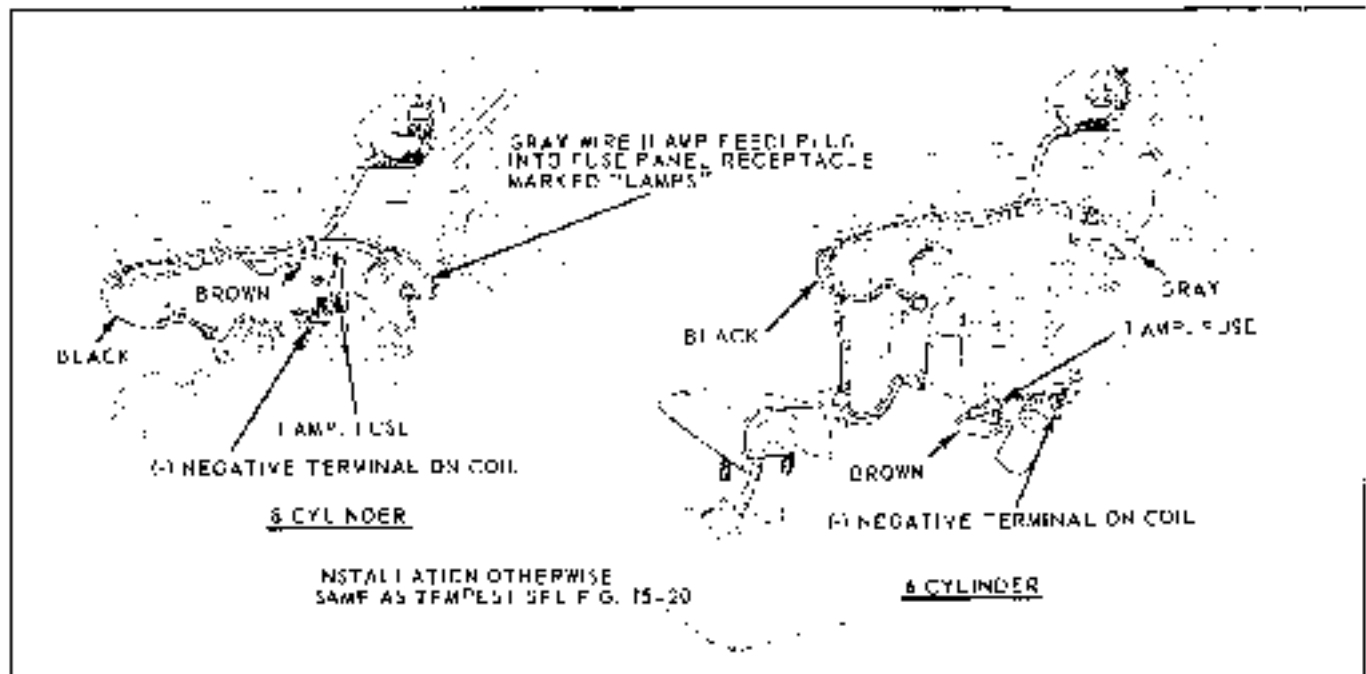 GRAY WIRE (LAMP FEED) PLUG
INTO FUSE PANEL RECEPTACLE
MARKED "LAMPS"
BROWN
BLACK
1 AMP. FUSE
(-) NEGATIVE TERMINAL ON COIL
8 CYLINDER
GRAY
BLACK
1 AMP. FUSE
BROWN
(-) NEGATIVE TERMINAL ON COIL
6 CYLINDER
INSTALLATION OTHERWISE
SAME AS TEMPEST SEE FIG. 15-20